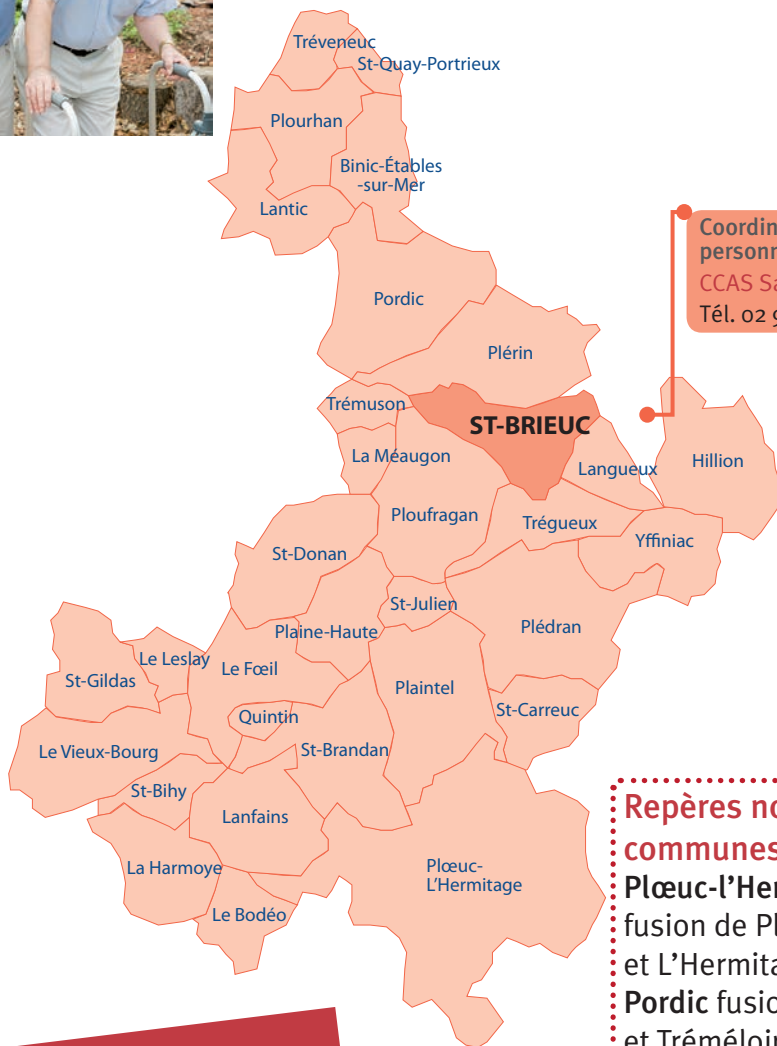 Tréveneuc
St-Quay-Portrieux
Plourhan
Binic-Étables
-sur-Mer
Lantic
Pordic
Plérin
Coordin
personn
CCAS Sa
Tél. 02 9
Trémuson
ST-BRIEUC
La Méaugon
Langueux
Hillion
Ploufragan
Trégueux
Yffiniac
St-Donan
St-Julien
Plaine-Haute
Plédran
Le Leslay
Le Fœil
St-Gildas
Plaintel
St-Carreuc
Quintin
Le Vieux-Bourg
St-Brandan
St-Bihy
Lanfains
La Harmoye
Plœuc-
L'Hermitage
Le Bodéo
Repères no
communes
Plœuc-l'Her
fusion de Pl
et L'Hermita
Pordic fusio
et Tréméloi